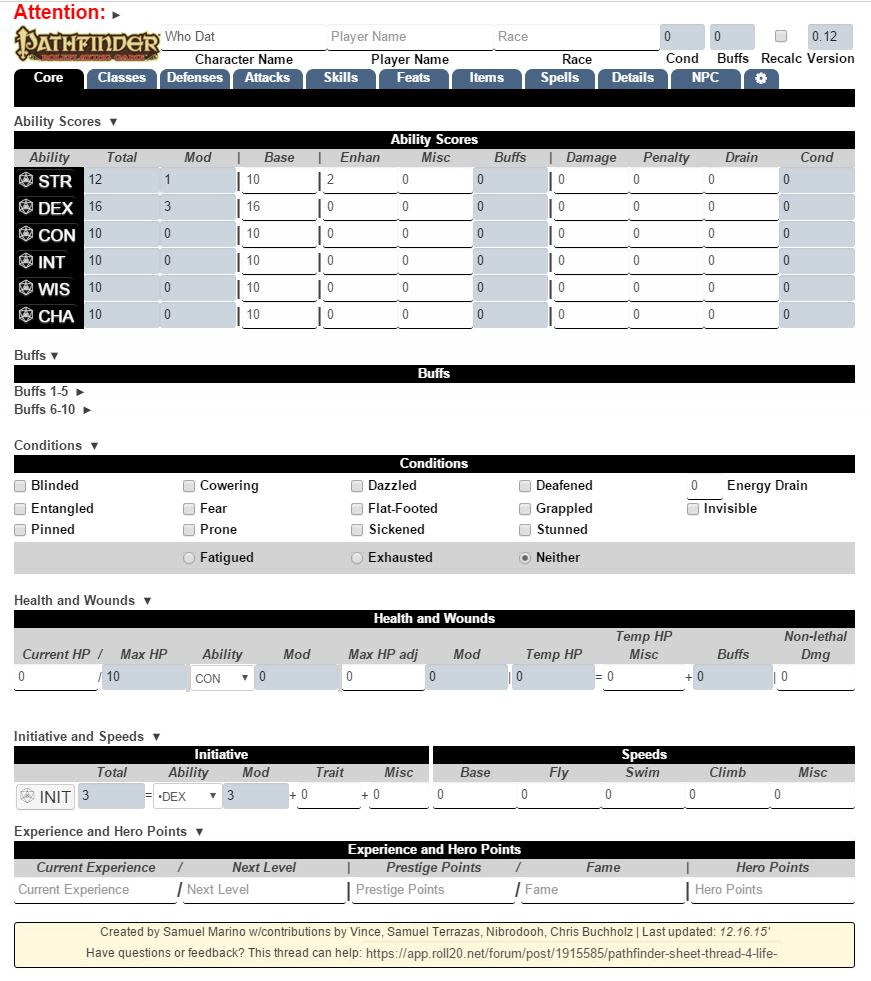 Attention: ►
PATHFINDER
ROLEPLAYING GAME
Who Dat Player Name Race 0 0 0.12
Character Name Player Name Race Cond Buffs Recalc Version
Core Classes Defenses Attacks Skills Feats Items Spells Details NPC
Ability Scores ▼
Ability Scores
Ability Total Mod | Base | Enhan Misc Buffs | Damage Penalty Drain Cond
STR 12 1 | 10 | 2 0 0 | 0 0 0 0
DEX 16 3 | 16 | 0 0 0 | 0 0 0 0
CON 10 0 | 10 | 0 0 0 | 0 0 0 0
INT 10 0 | 10 | 0 0 0 | 0 0 0 0
WIS 10 0 | 10 | 0 0 0 | 0 0 0 0
CHA 10 0 | 10 | 0 0 0 | 0 0 0 0
Buffs ▼
Buffs
Buffs 1-5 ►
Buffs 6-10 ►
Conditions ▼
Conditions
Blinded Cowering Dazzled Deafened 0 Energy Drain
Entangled Fear Flat-Footed Grappled Invisible
Pinned Prone Sickened Stunned
Fatigued Exhausted Neither
Health and Wounds ▼
Health and Wounds
Current HP / Max HP Ability Mod Max HP adj Mod Temp HP Temp HP Misc Buffs Non-lethal Dmg
0 / 10 CON ▼ 0 0 0 | 0 = 0 + 0 | 0
Initiative and Speeds ▼
Initiative Speeds
Total Ability Mod Trait Misc Base Fly Swim Climb Misc
INIT 3 = •DEX ▼ 3 + 0 + 0 0 0 0 0 0
Experience and Hero Points ▼
Experience and Hero Points
Current Experience / Next Level | Prestige Points / Fame | Hero Points
Current Experience / Next Level | Prestige Points / Fame | Hero Points
Created by Samuel Marino w/contributions by Vince, Samuel Terrazas, Nibrodooh, Chris Buchholz | Last updated: 12.16.15'
Have questions or feedback? This thread can help: https://app.roll20.net/forum/post/1915585/pathfinder-sheet-thread-4-life-